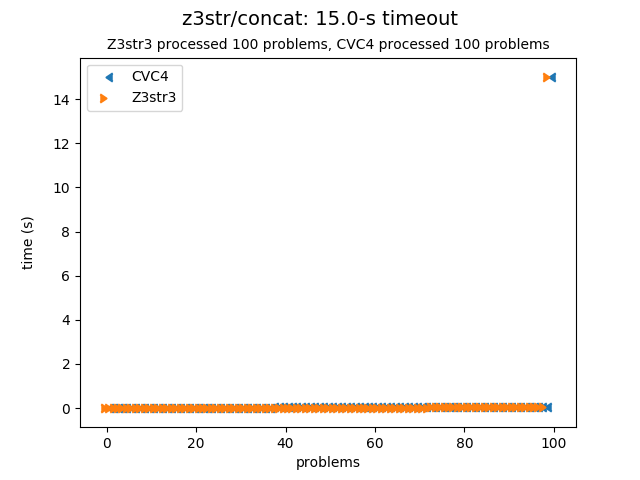 z3str/concat: 15.0-s timeout
Z3str3 processed 100 problems, CVC4 processed 100 problems
CVC4
Z3str3
14
12
10
8
6
4
2
0
time (s)
0 20 40 60 80 100
problems